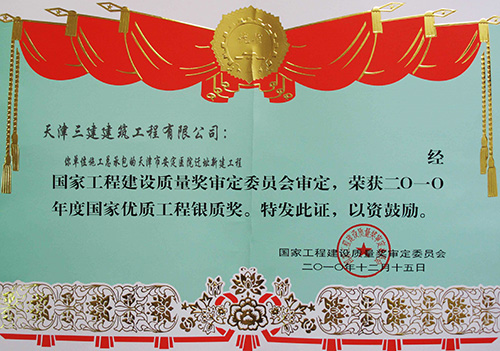 天津三建建筑工程有限公司：
你单位施工总承包的天津市安定医院迁址新建工程 经
国家工程建设质量奖审定委员会审定，荣获二〇一〇
年度国家优质工程银质奖。特发此证，以资鼓励。
国家工程建设质量奖审定委员会
二〇一〇年十二月十五日